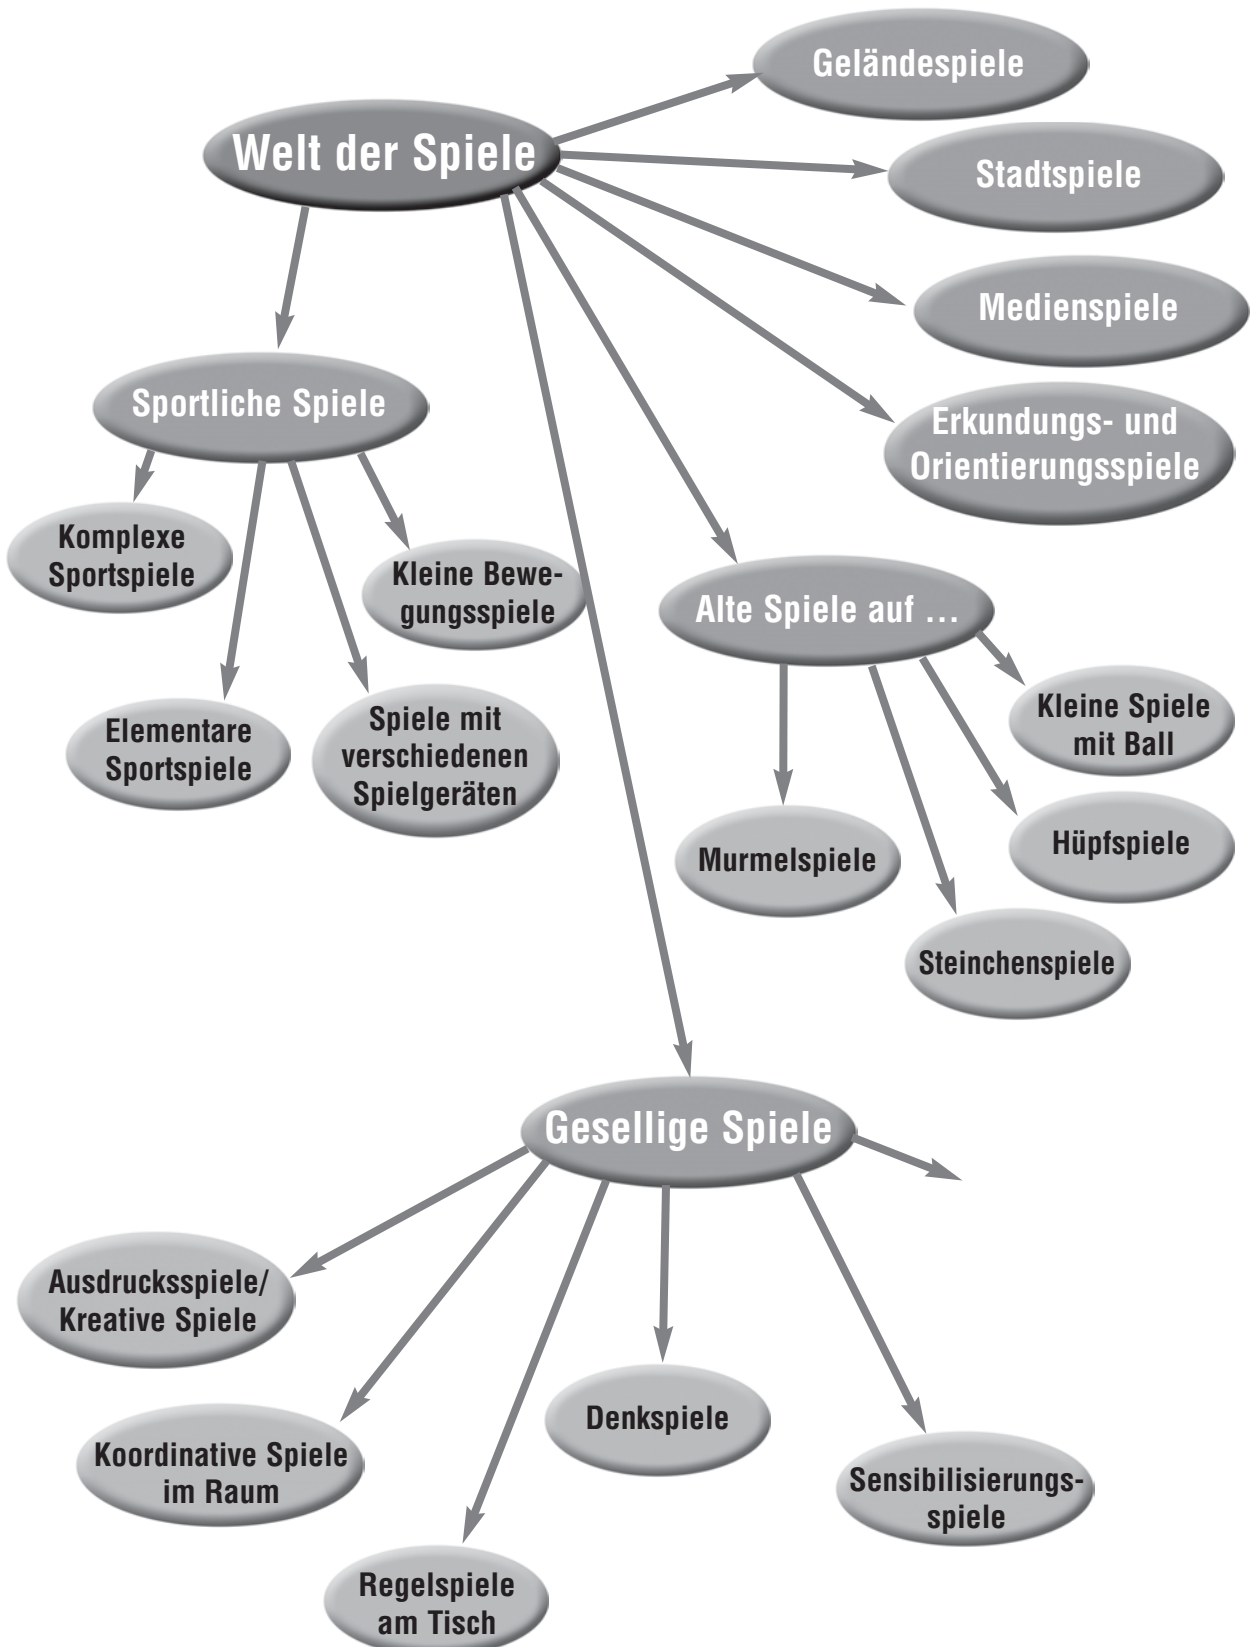 Geländespiele
Welt der Spiele
Stadtspiele
Medienspiele
Sportliche Spiele
Erkundungs- und
Orientierungsspiele
Komplexe
Sportspiele
Kleine Bewe-
gungsspiele
Alte Spiele auf …
Elementare
Sportspiele
Spiele mit
verschiedenen
Spielgeräten
Kleine Spiele
mit Ball
Murmelspiele
Hüpfspiele
Steinchenspiele
Gesellige Spiele
Ausdrucksspiele/
Kreative Spiele
Koordinative Spiele
im Raum
Denkspiele
Sensibilisierungs-
spiele
Regelspiele
am Tisch